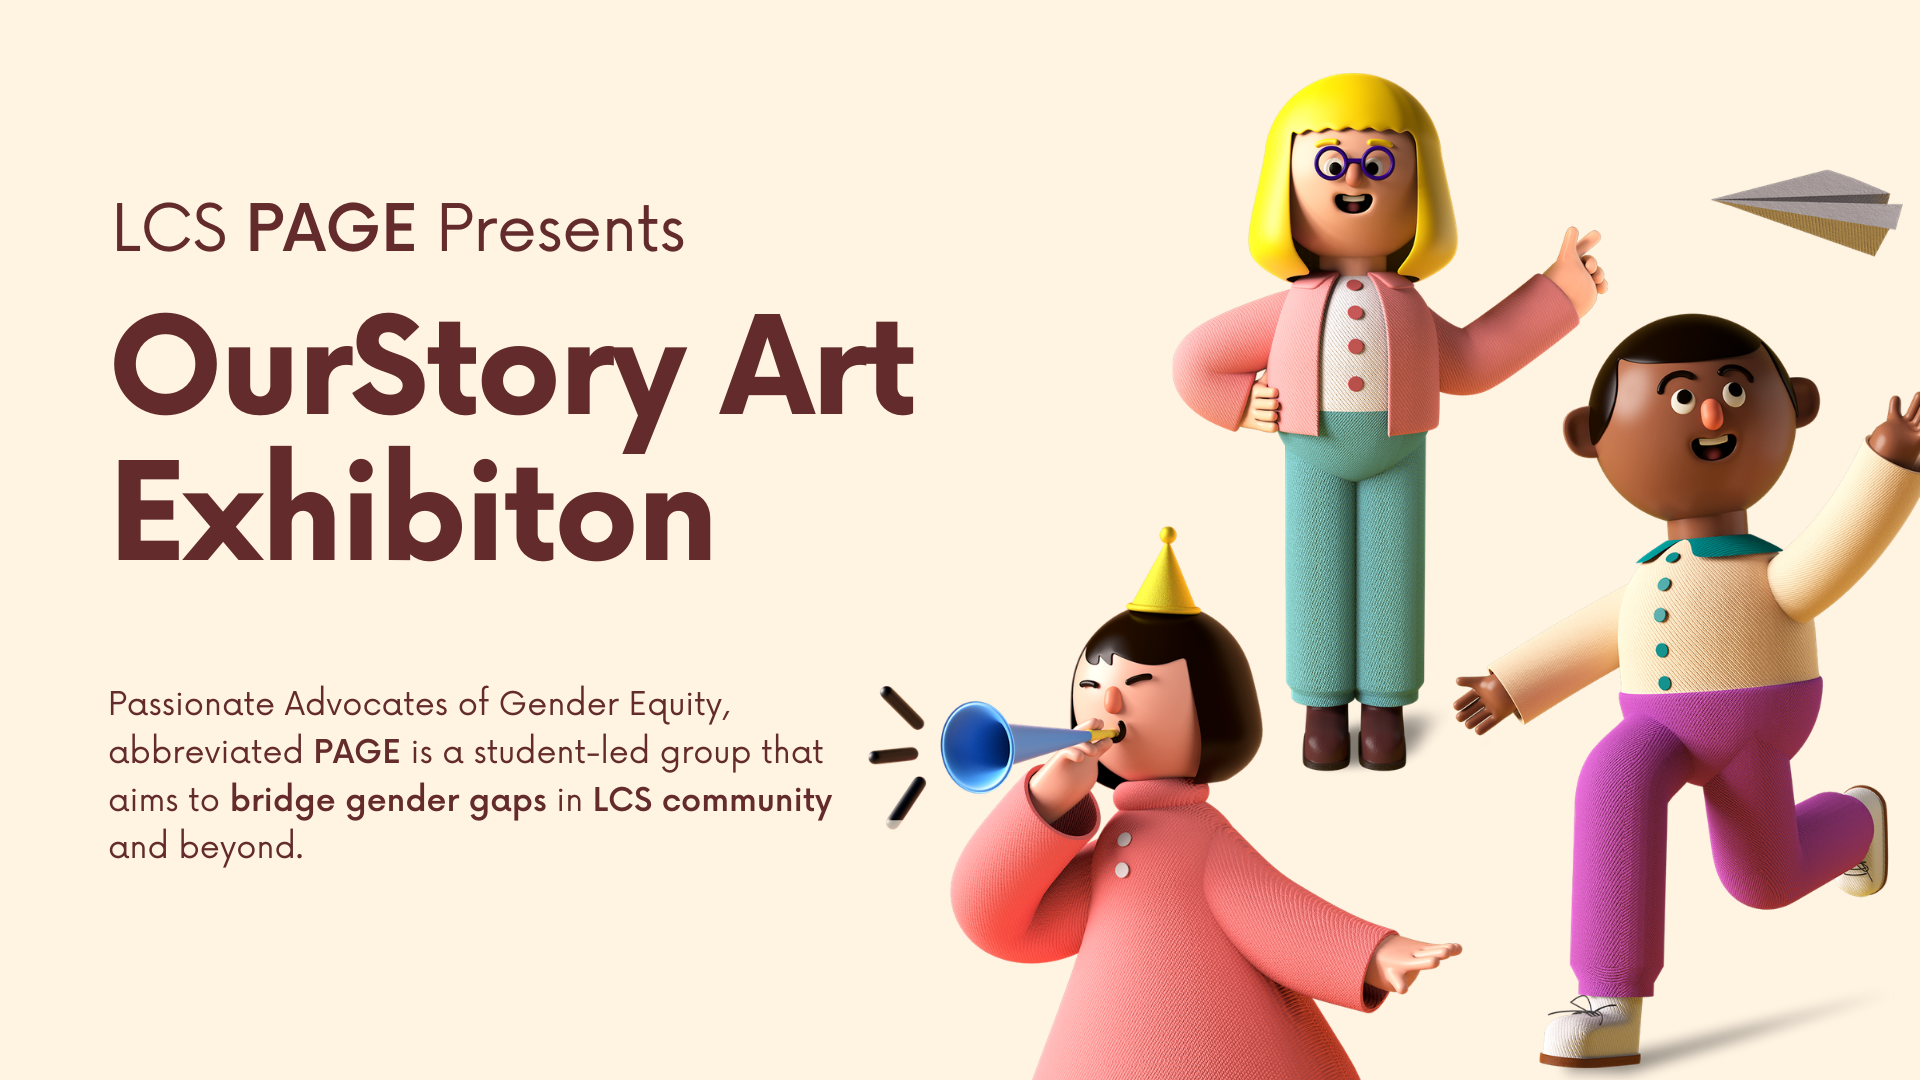 LCS PAGE Presents
OurStory Art
Exhibiton
Passionate Advocates of Gender Equity,
abbreviated PAGE is a student-led group that
aims to bridge gender gaps in LCS community
and beyond.